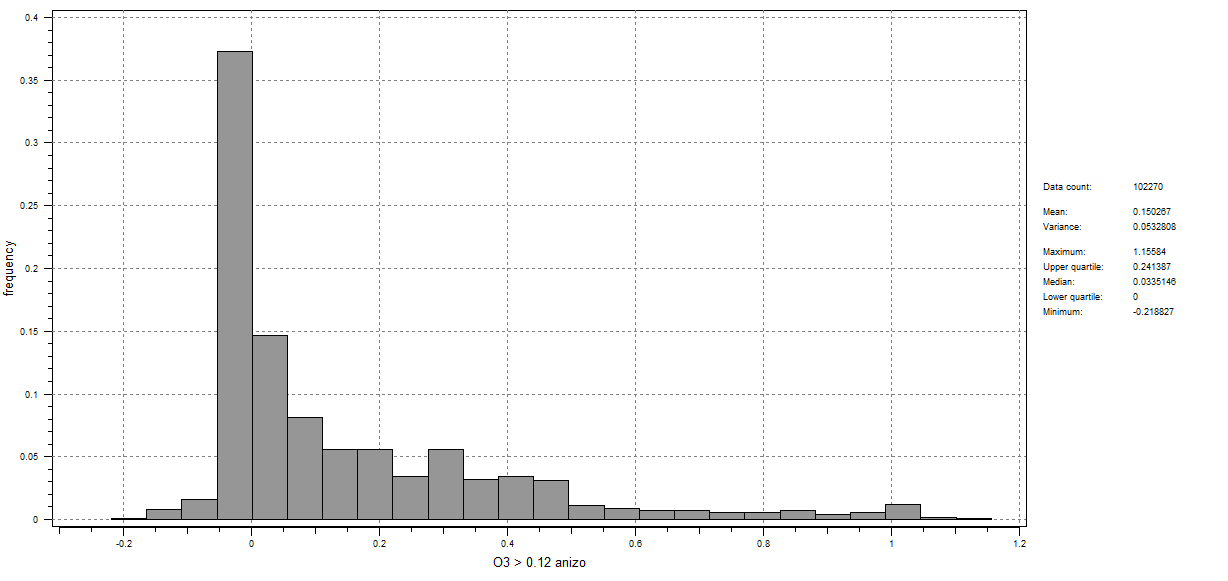 0.4
0.35
0.3
0.25
0.2
0.15
0.1
0.05
0
frequency
-0.2
0
0.2
0.4
0.6
0.8
1
1.2
O3 > 0.12 anizo
Data count: 102270
Mean: 0.150267
Variance: 0.0532808
Maximum: 1.15584
Upper quartile: 0.241387
Median: 0.0335146
Lower quartile: 0
Minimum: -0.218827